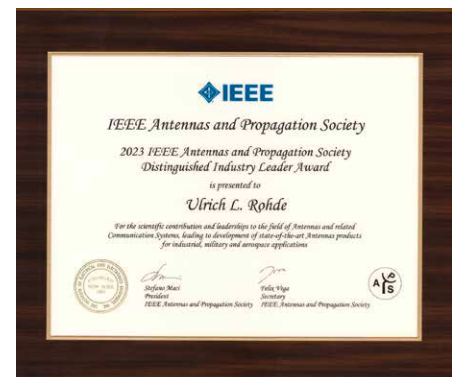 IEEE
IEEE Antennas and Propagation Society
2023 IEEE Antennas and Propagation Society
Distinguished Industry Leader Award
is presented to
Ulrich L. Rohde
For the scientific contribution and leaderships to the field of Antennas and related
Communication Systems, leading to development of state-of-the-art Antennas products
for industrial, military and aerospace applications
Stefano Maci
President
IEEE Antennas and Propagation Society
Felix Vega
Secretary
IEEE Antennas and Propagation Society
APS